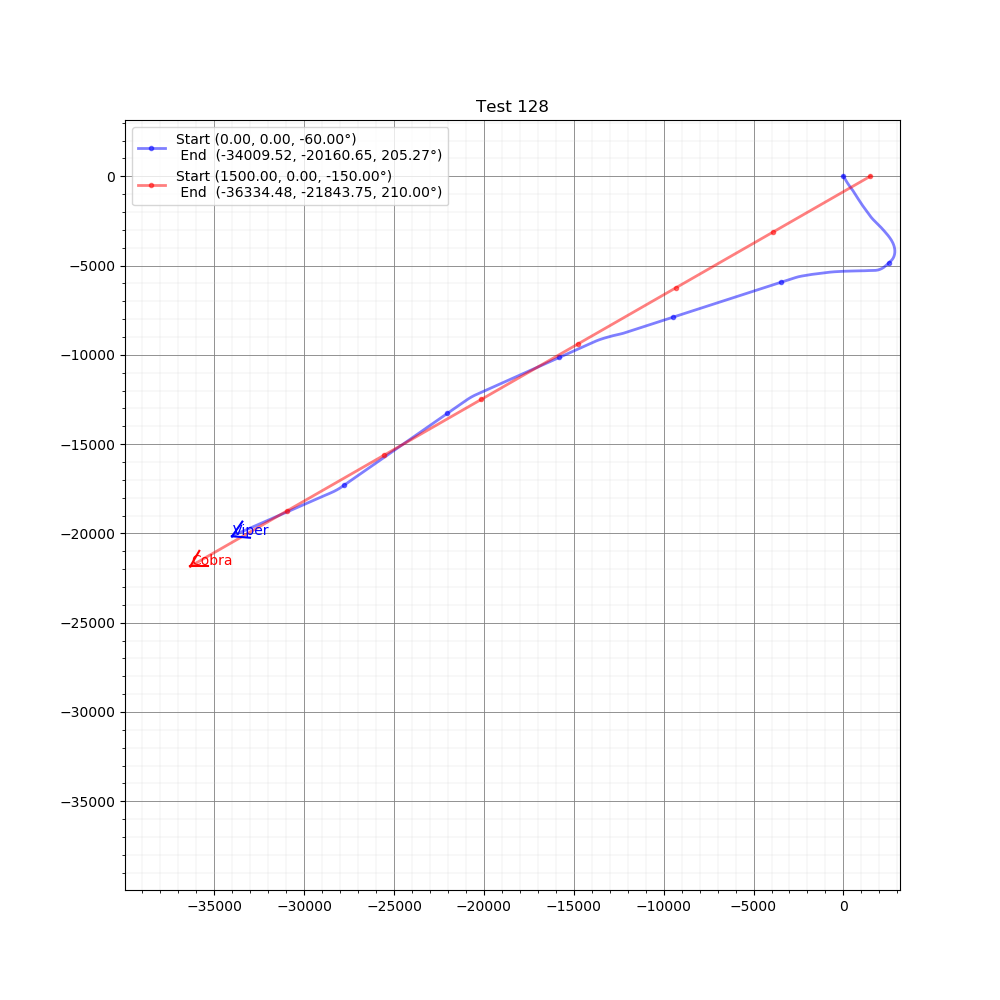 Test 128
Start (0.00, 0.00, -60.00°)
End (-34009.52, -20160.65, 205.27°)
Start (1500.00, 0.00, -150.00°)
End (-36334.48, -21843.75, 210.00°)
0
−5000
−10000
−15000
−20000
−25000
−30000
−35000
Viper
Cobra
−35000 −30000 −25000 −20000 −15000 −10000 −5000 0